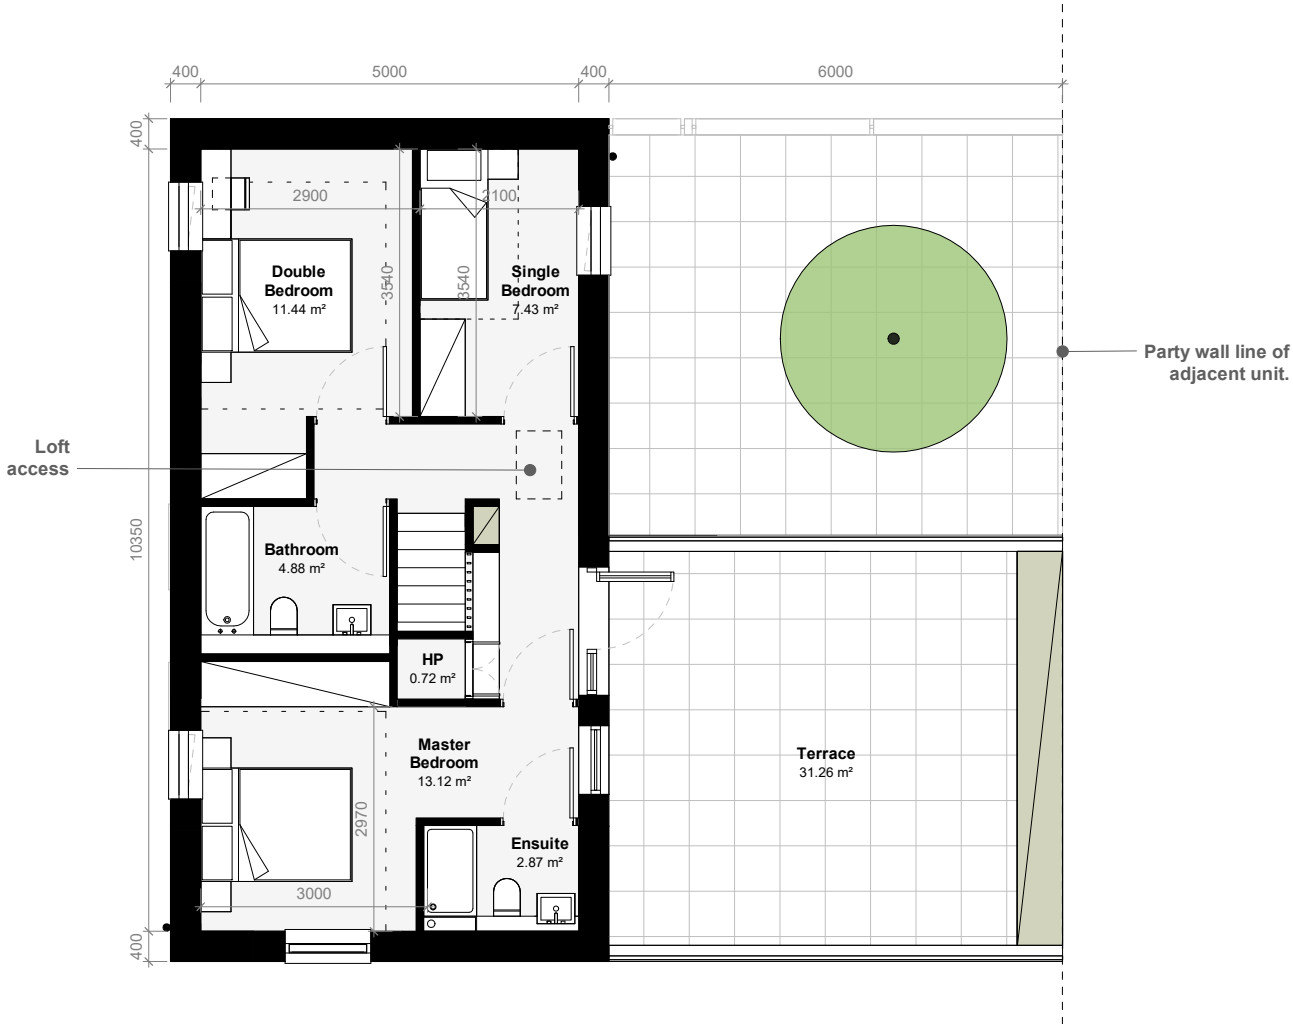 400
5000
400
6000
400
2900
2100
3540
3540
Double
Bedroom
11.44 m²
Single
Bedroom
7.43 m²
Party wall line of
adjacent unit.
Loft
access
10350
Bathroom
4.88 m²
HP
0.72 m²
Master
Bedroom
13.12 m²
Terrace
31.26 m²
2970
Ensuite
2.87 m²
3000
400